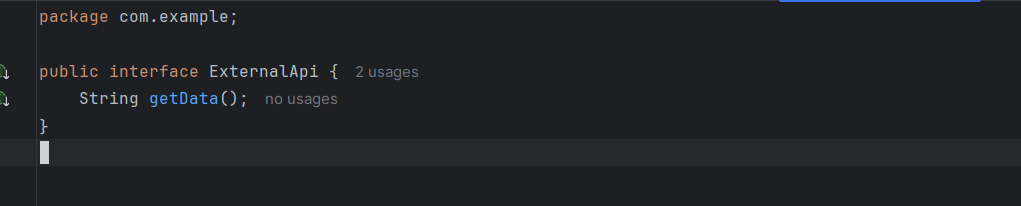 package com.example;
public interface ExternalApi { 2 usages
String getData(); no usages
}